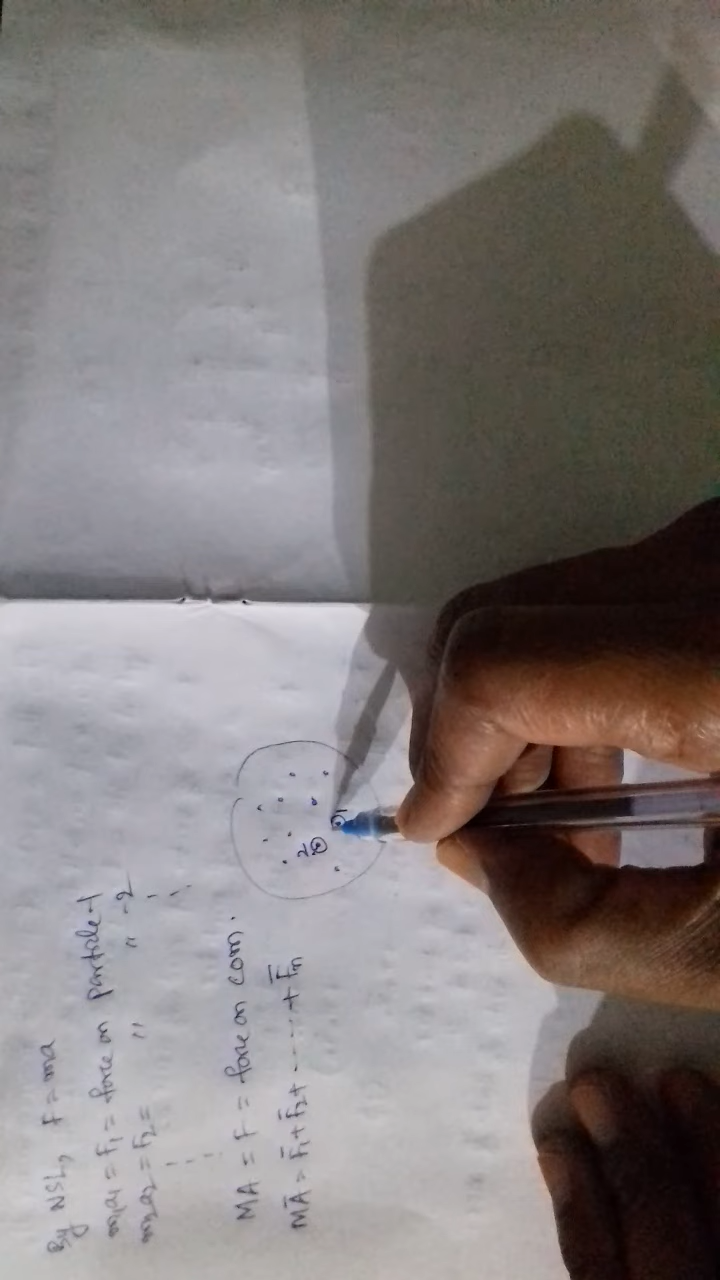 By NSL, F = ma
m₁a₁ = F₁ = force on particle-1
m₂a₂ = F₂ = " " -2
MA = F = force on com.
MA̅ = F̅₁ + F̅₂ + ----- + F̅n
2
1